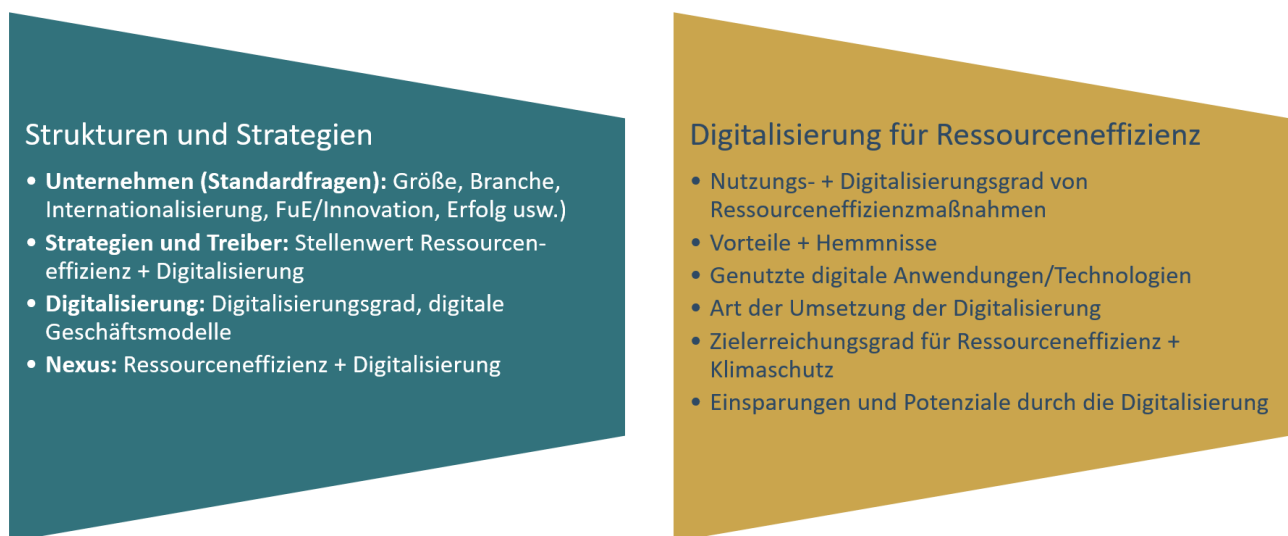 Strukturen und Strategien
• Unternehmen (Standardfragen): Größe, Branche,
Internationalisierung, FuE/Innovation, Erfolg usw.)
• Strategien und Treiber: Stellenwert Ressourcen-
effizienz + Digitalisierung
• Digitalisierung: Digitalisierungsgrad, digitale
Geschäftsmodelle
• Nexus: Ressourceneffizienz + Digitalisierung
Digitalisierung für Ressourceneffizienz
• Nutzungs- + Digitalisierungsgrad von
Ressourceneffizienzmaßnahmen
• Vorteile + Hemmnisse
• Genutzte digitale Anwendungen/Technologien
• Art der Umsetzung der Digitalisierung
• Zielerreichungsgrad für Ressourceneffizienz +
Klimaschutz
• Einsparungen und Potenziale durch die Digitalisierung